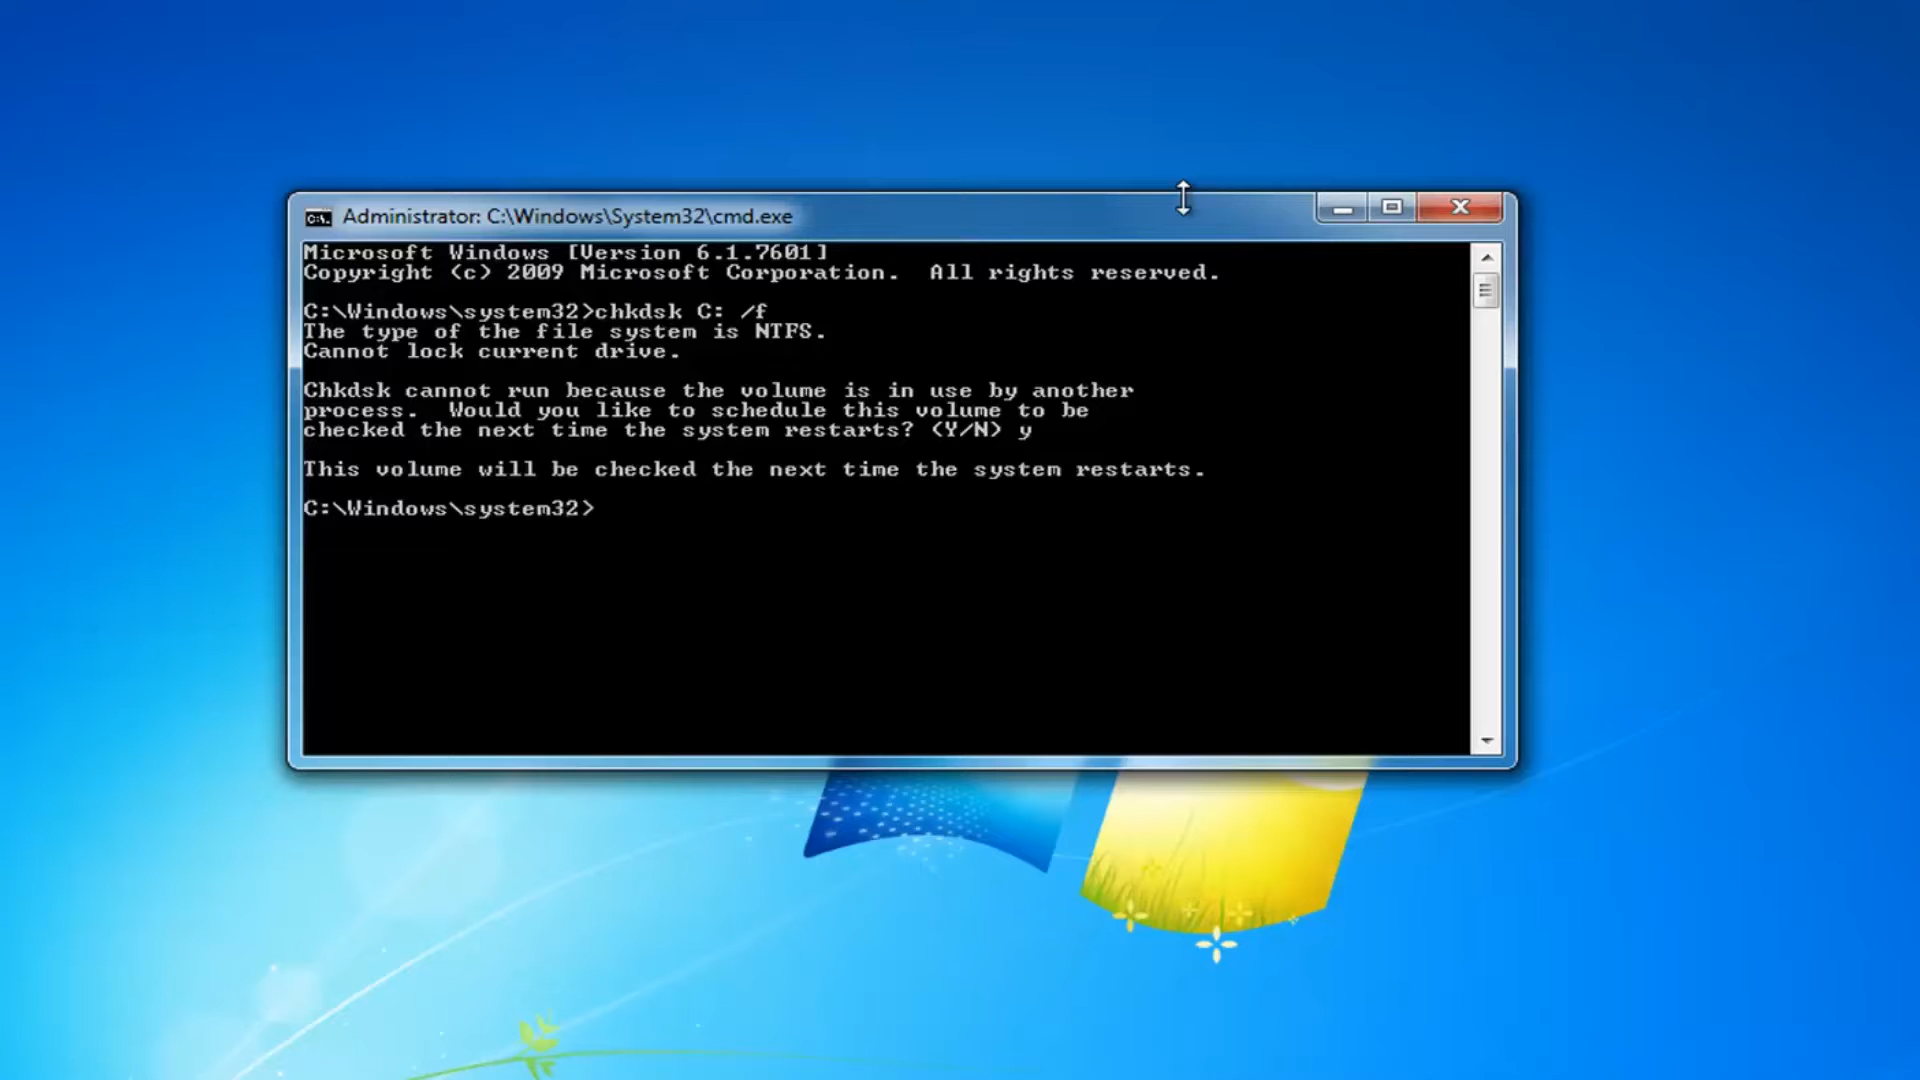 Administrator: C:\Windows\System32\cmd.exe
Microsoft Windows [Version 6.1.7601]
Copyright (c) 2009 Microsoft Corporation.  All rights reserved.
C:\Windows\system32>chkdsk C: /f
The type of the file system is NTFS.
Cannot lock current drive.
Chkdsk cannot run because the volume is in use by another
process.  Would you like to schedule this volume to be
checked the next time the system restarts? (Y/N) y
This volume will be checked the next time the system restarts.
C:\Windows\system32>